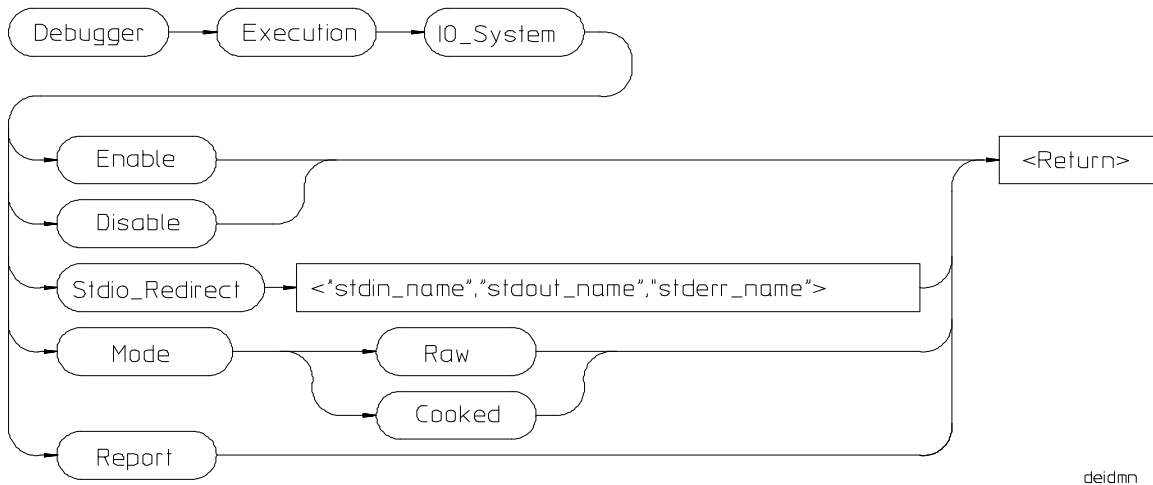 Debugger Execution IO_System
Enable <Return>
Disable
Stdio_Redirect <"stdin_name","stdout_name","stderr_name">
Mode Raw
Cooked
Report
deidmn